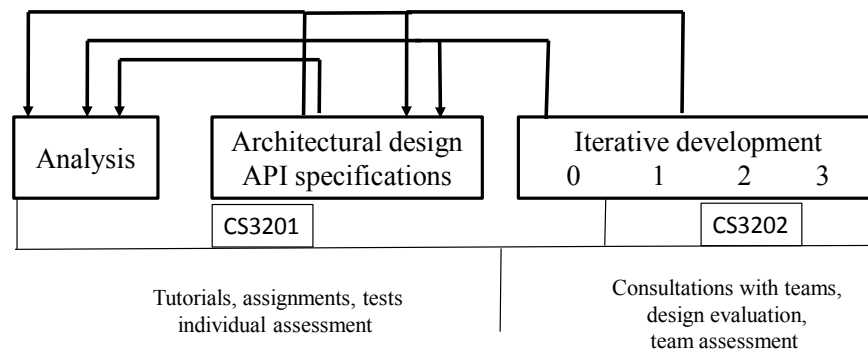 Analysis
Architectural design
API specifications
Iterative development
0 1 2 3
CS3201
CS3202
Tutorials, assignments, tests
individual assessment
Consultations with teams,
design evaluation,
team assessment